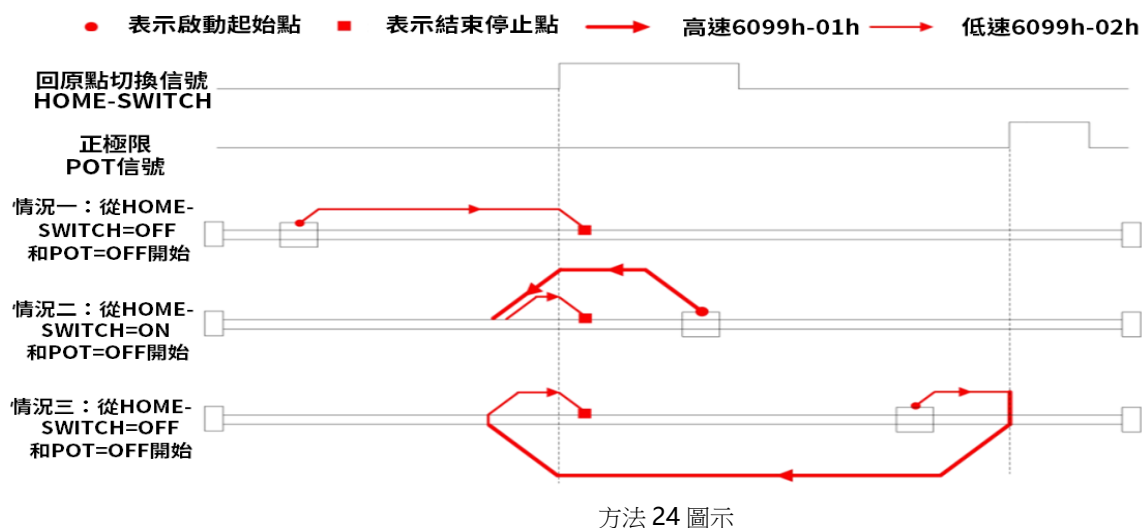 表示啟動起始點 表示結束停止點 高速6099h-01h 低速6099h-02h
回原點切換信號
HOME-SWITCH
正極限
POT信號
情況一：從HOME-
SWITCH=OFF
和POT=OFF開始
情況二：從HOME-
SWITCH=ON
和POT=OFF開始
情況三：從HOME-
SWITCH=OFF
和POT=OFF開始
方法 24 圖示